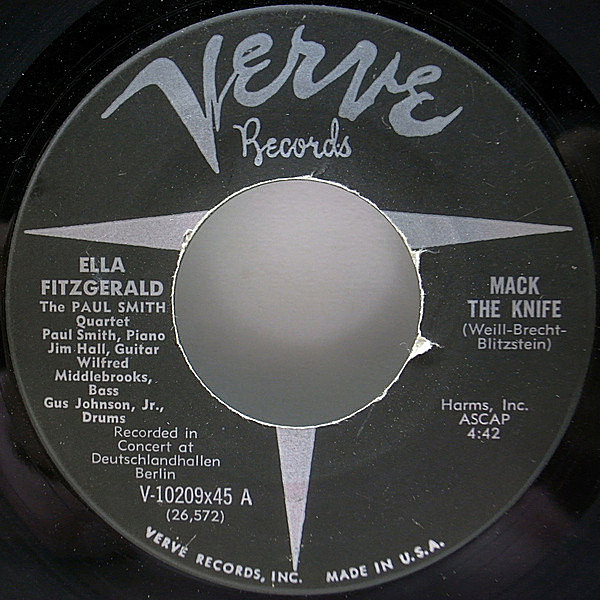 Verve
Records
ELLA
FITZGERALD
The PAUL SMITH
Quartet
Paul Smith, Piano
Jim Hall, Guitar
Wilfred
Middlebrooks,
Bass
Gus Johnson, Jr.,
Drums
Recorded in
Concert at
Deutschlandhallen
Berlin
V-10209x45 A
(26,572)
MACK
THE KNIFE
(Weill-Brecht-
Blitzstein)
Harms, Inc.
ASCAP
4:42
VERVE RECORDS, INC. MADE IN U.S.A.